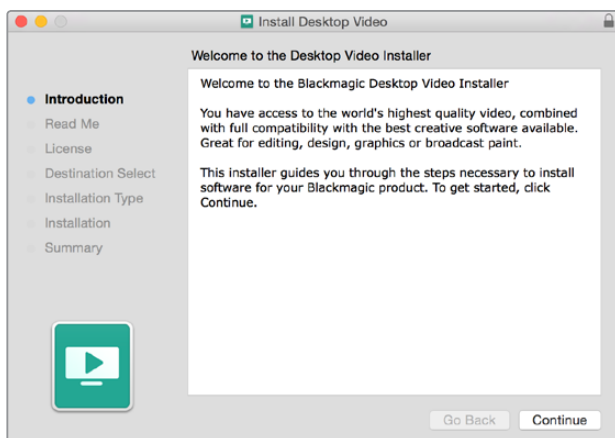 Install Desktop Video
Welcome to the Desktop Video Installer
Introduction
Read Me
License
Destination Select
Installation Type
Installation
Summary
Welcome to the Blackmagic Desktop Video Installer
You have access to the world's highest quality video, combined
with full compatibility with the best creative software available.
Great for editing, design, graphics or broadcast paint.
This installer guides you through the steps necessary to install
software for your Blackmagic product. To get started, click
Continue.
Go Back
Continue